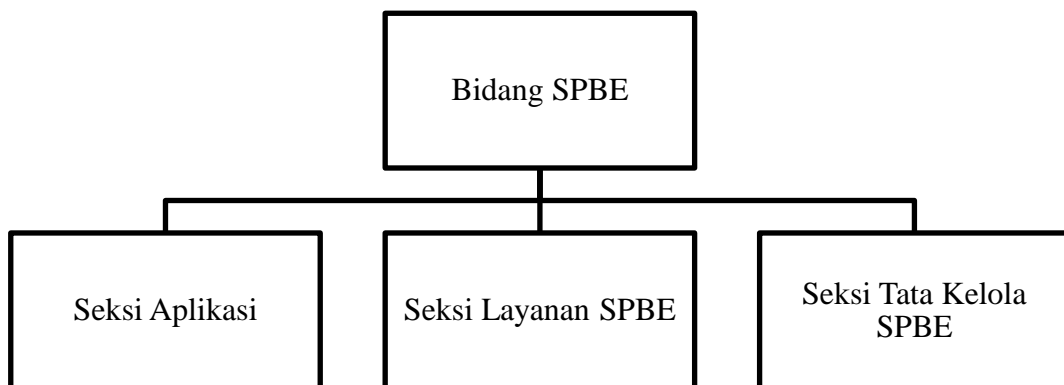 Bidang SPBE
Seksi Aplikasi
Seksi Layanan SPBE
Seksi Tata Kelola
SPBE